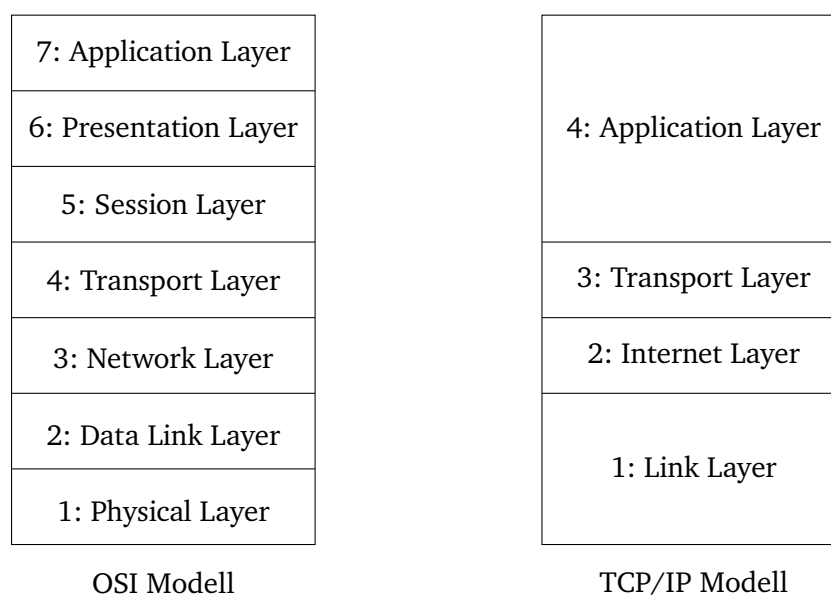 7: Application Layer
6: Presentation Layer
5: Session Layer
4: Transport Layer
3: Network Layer
2: Data Link Layer
1: Physical Layer
OSI Modell
4: Application Layer
3: Transport Layer
2: Internet Layer
1: Link Layer
TCP/IP Modell